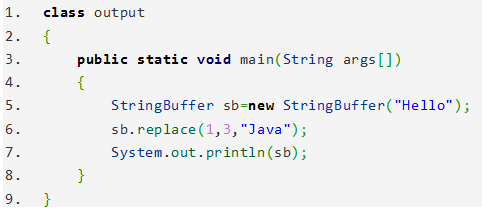 1. class output
2. {
3. public static void main(String args[])
4. {
5. StringBuffer sb=new StringBuffer("Hello");
6. sb.replace(1,3,"Java");
7. System.out.println(sb);
8. }
9. }